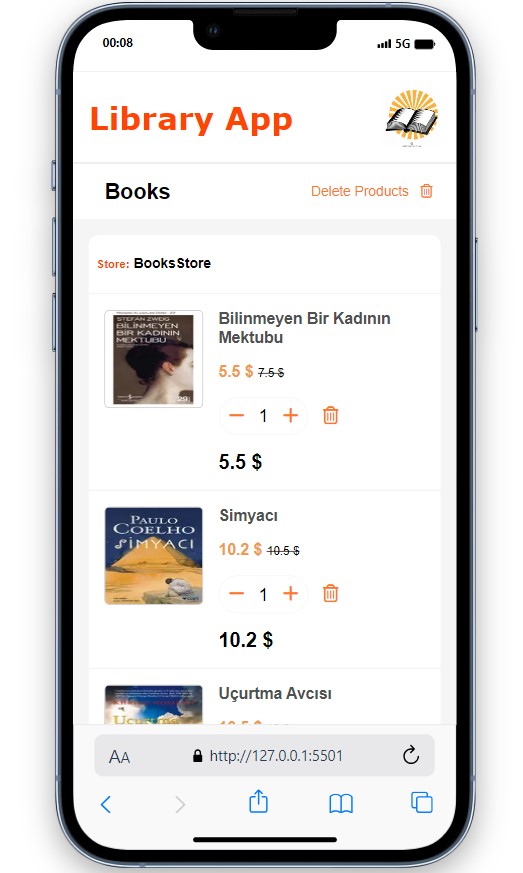 00:08
5G
Library App
Books
Delete Products
Store: BooksStore
STEFAN ZWEIG
BİLİNMEYEN
BİR KADININ
MEKTUBU
Bilinmeyen Bir Kadının
Mektubu
5.5 $ 7.5 $
1
5.5 $
PAULO
COELHO
SİMYACI
Simyacı
10.2 $ 10.5 $
1
10.2 $
Uçurtma
Uçurtma Avcısı
AA
http://127.0.0.1:5501